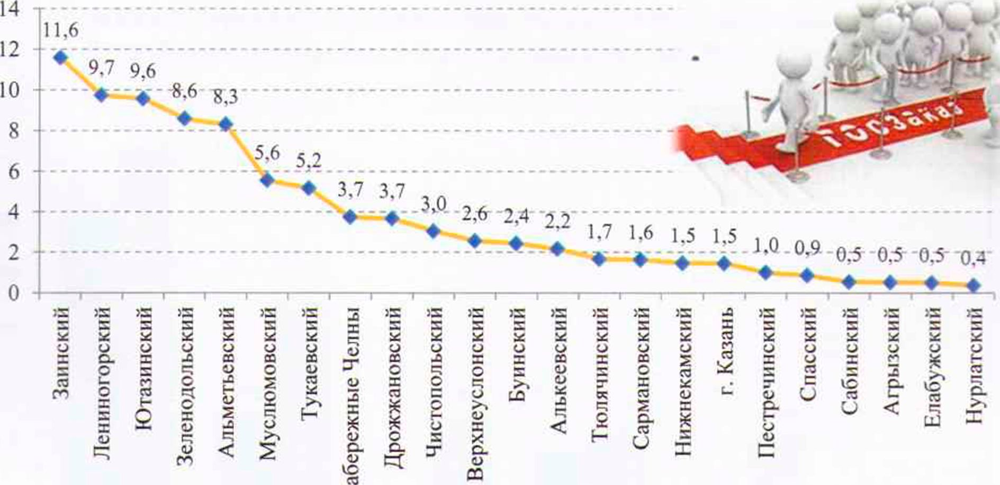 14
12
10
8
6
4
2
0
11,6
9,7
9,6
8,6
8,3
5,6
5,2
3,7
3,7
3,0
2,6
2,4
2,2
1,7
1,6
1,5
1,5
1,0
0,9
0,5
0,5
0,5
0,4
Госзаказ
Заинский
Лениногорский
Ютазинский
Зеленодольский
Альметьевский
Муслюмовский
Тукаевский
абережные Челны
Дрожжановский
Чистопольский
Верхнеуслонский
Буинский
Алькеевский
Тюлячинский
Сармановский
Нижнекамский
г. Казань
Пестречинский
Спасский
Сабинский
Агрызский
Елабужский
Нурлатский